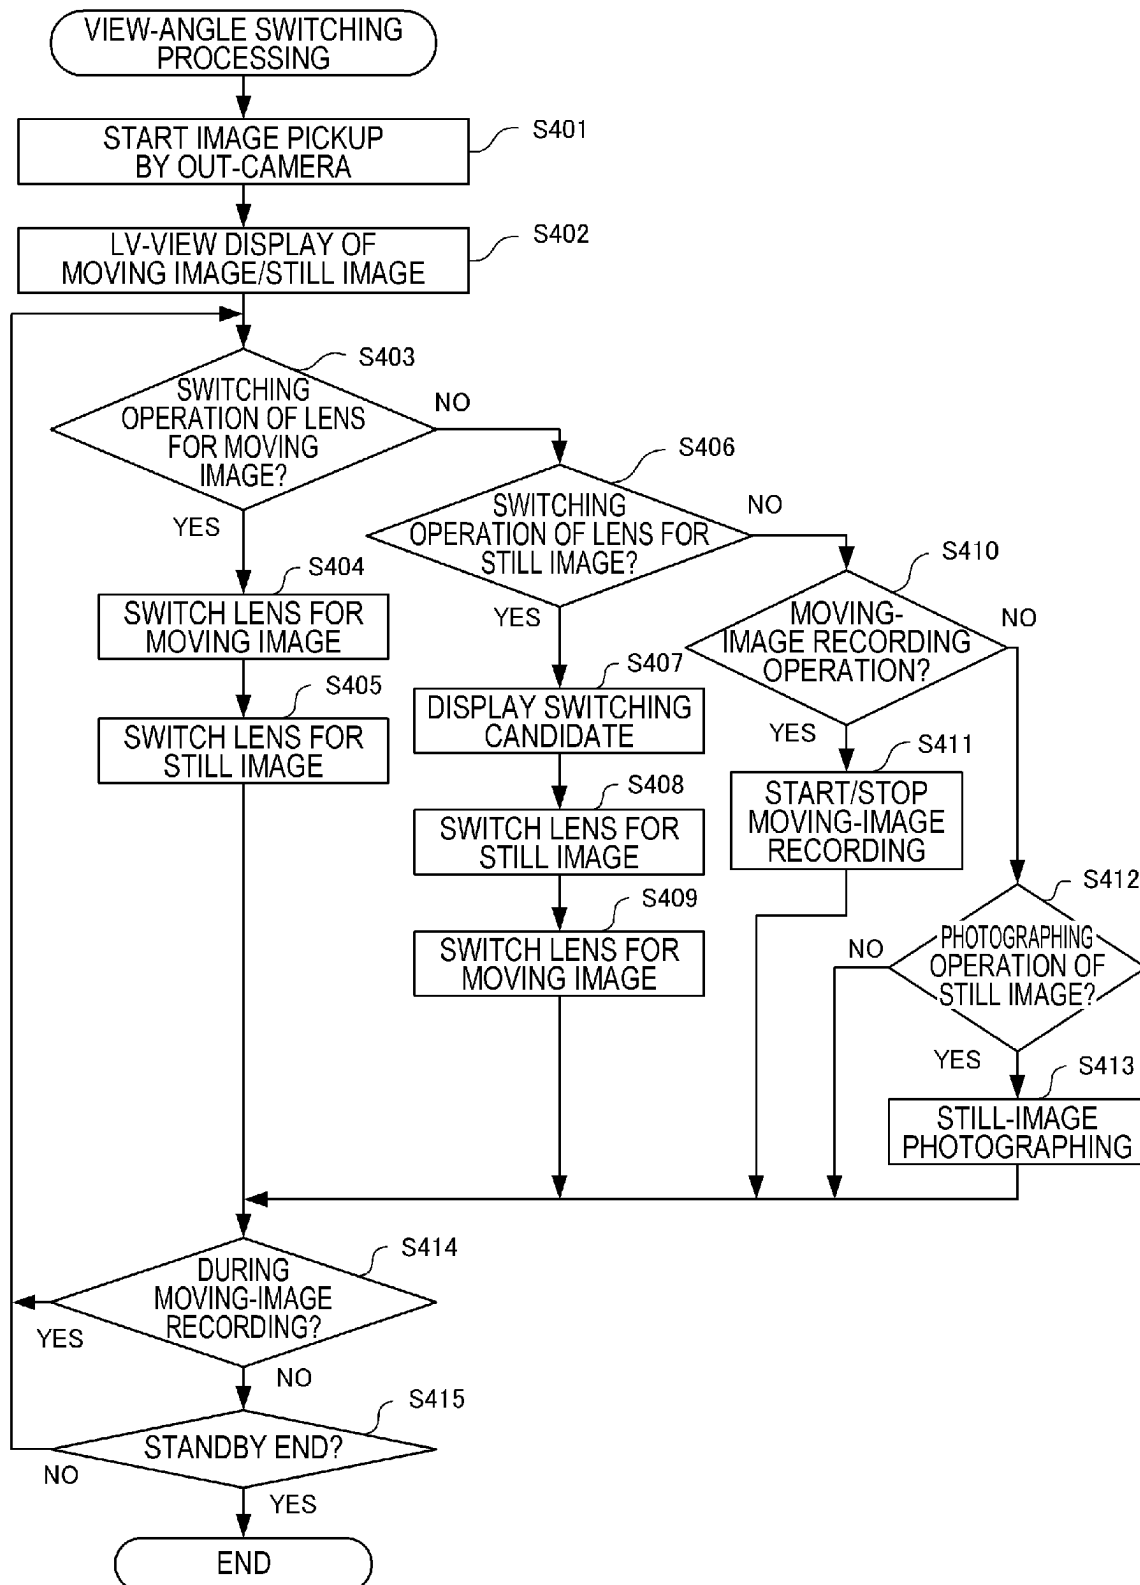 VIEW-ANGLE SWITCHING
PROCESSING
START IMAGE PICKUP
BY OUT-CAMERA
S401
LV-VIEW DISPLAY OF
MOVING IMAGE/STILL IMAGE
S402
S403
SWITCHING
OPERATION OF LENS
FOR MOVING
IMAGE?
NO
YES
S404
SWITCH LENS FOR
MOVING IMAGE
S405
SWITCH LENS FOR
STILL IMAGE
S406
SWITCHING
OPERATION OF LENS FOR
STILL IMAGE?
NO
YES
S407
DISPLAY SWITCHING
CANDIDATE
S408
SWITCH LENS FOR
STILL IMAGE
S409
SWITCH LENS FOR
MOVING IMAGE
S410
MOVING-
IMAGE RECORDING
OPERATION?
NO
YES
S411
START/STOP
MOVING-IMAGE
RECORDING
S412
PHOTOGRAPHING
OPERATION OF
STILL IMAGE?
NO
YES
S413
STILL-IMAGE
PHOTOGRAPHING
S414
DURING
MOVING-IMAGE
RECORDING?
YES
NO
S415
STANDBY END?
NO
YES
END